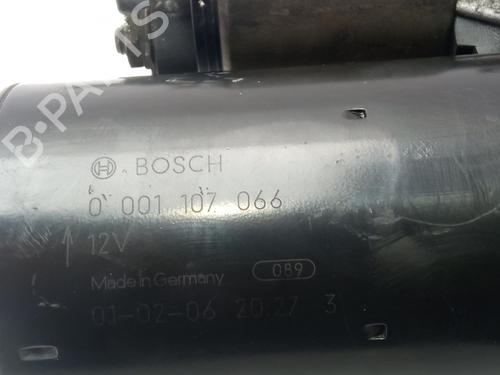 B-PARTS
BOSCH
0 001 107 066
12V
Made in Germany 089
01-02-06 20:27 3